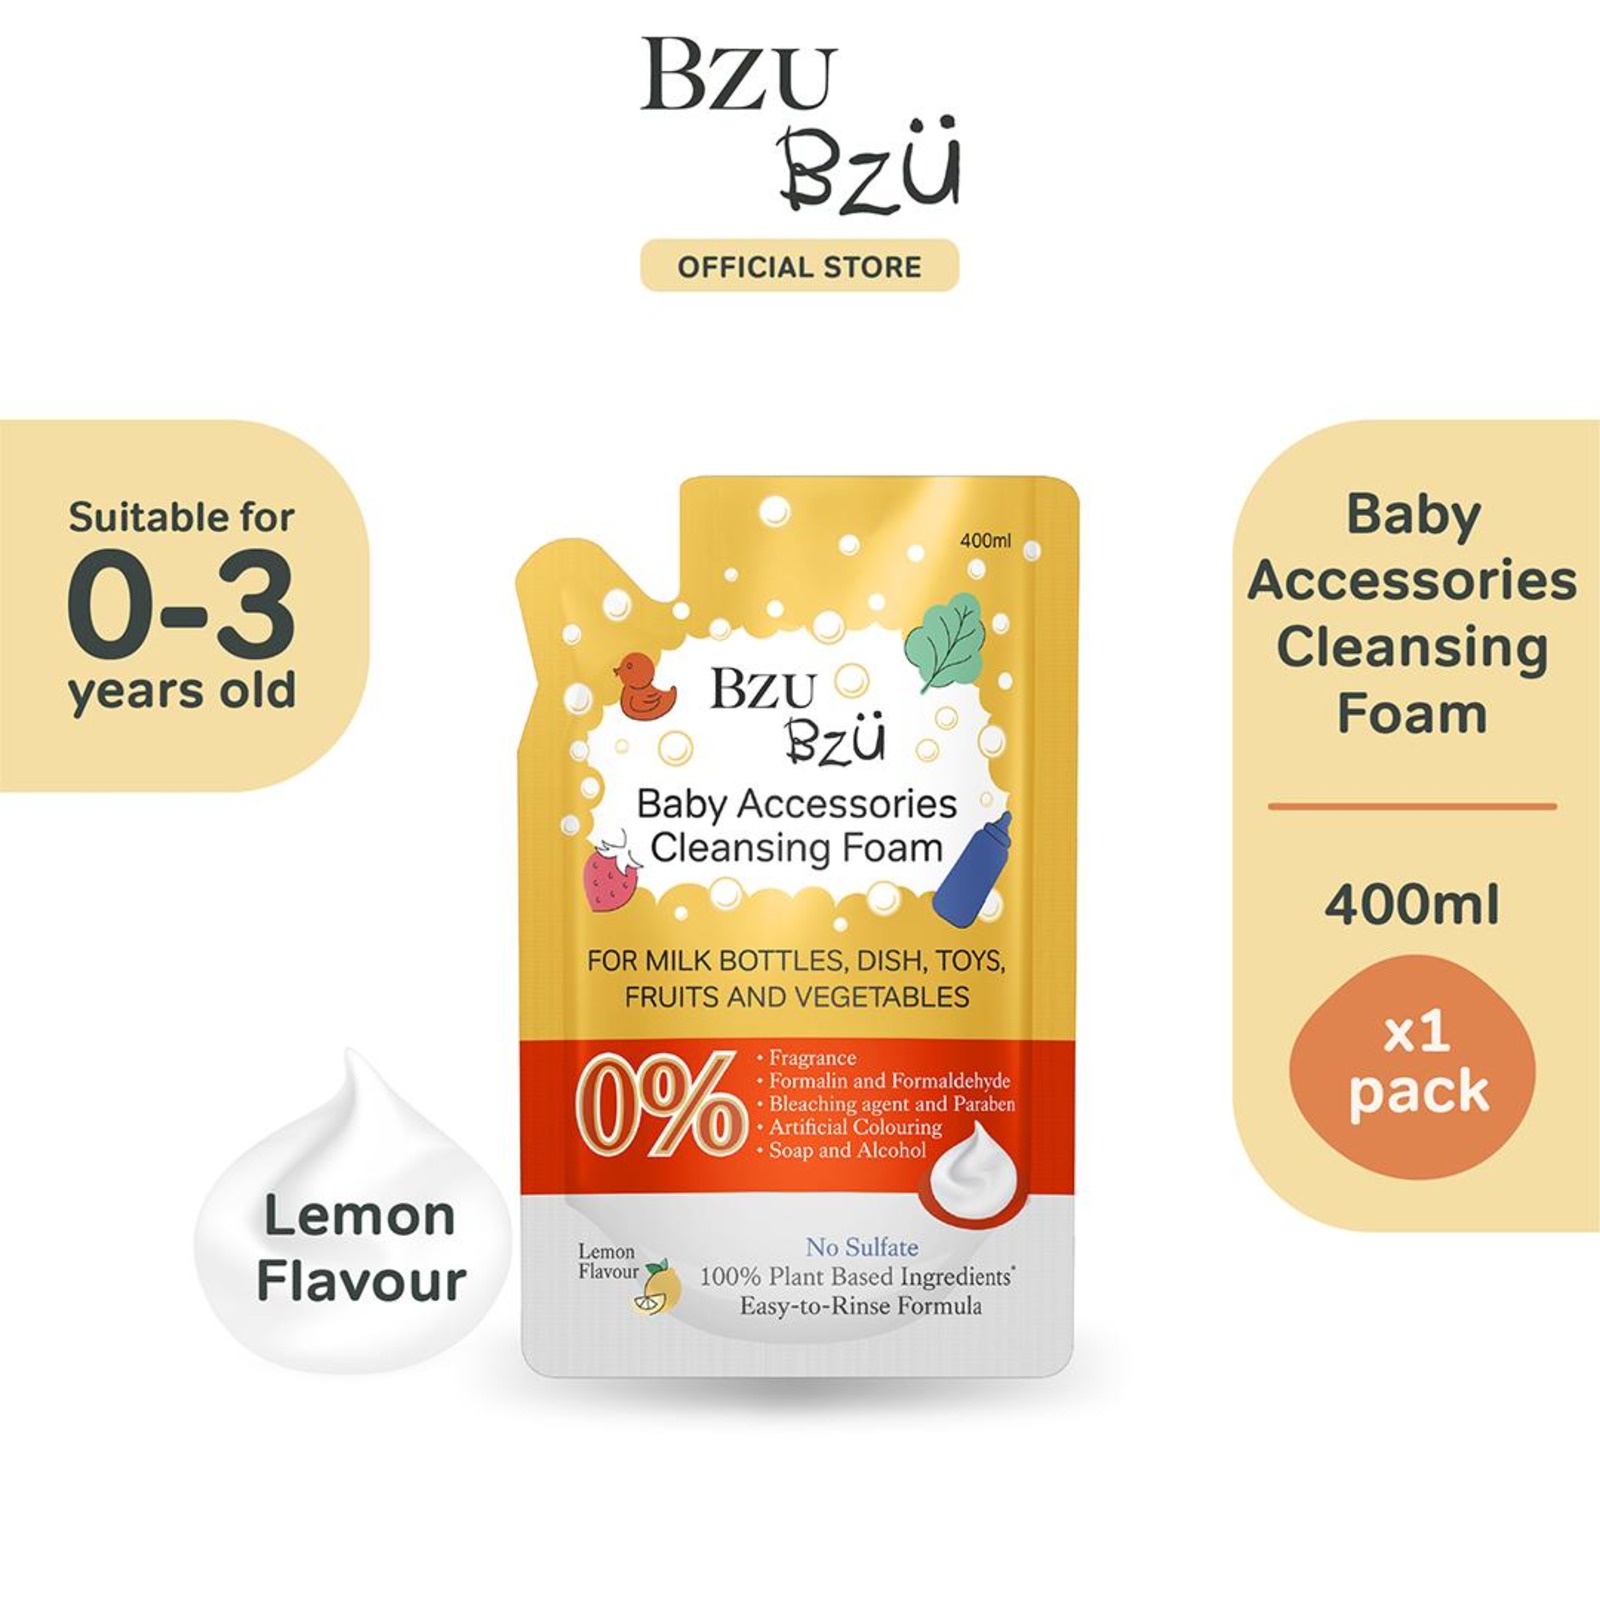 BZU
BZÜ
OFFICIAL STORE
Suitable for
0-3
years old
400ml
BZU
BZÜ
Baby Accessories
Cleansing Foam
FOR MILK BOTTLES, DISH, TOYS,
FRUITS AND VEGETABLES
0%
• Fragrance
• Formalin and Formaldehyde
• Bleaching agent and Paraben
• Artificial Colouring
• Soap and Alcohol
Lemon
Flavour
No Sulfate
100% Plant Based Ingredients*
Easy-to-Rinse Formula
Lemon
Flavour
Baby
Accessories
Cleansing
Foam
400ml
x1
pack